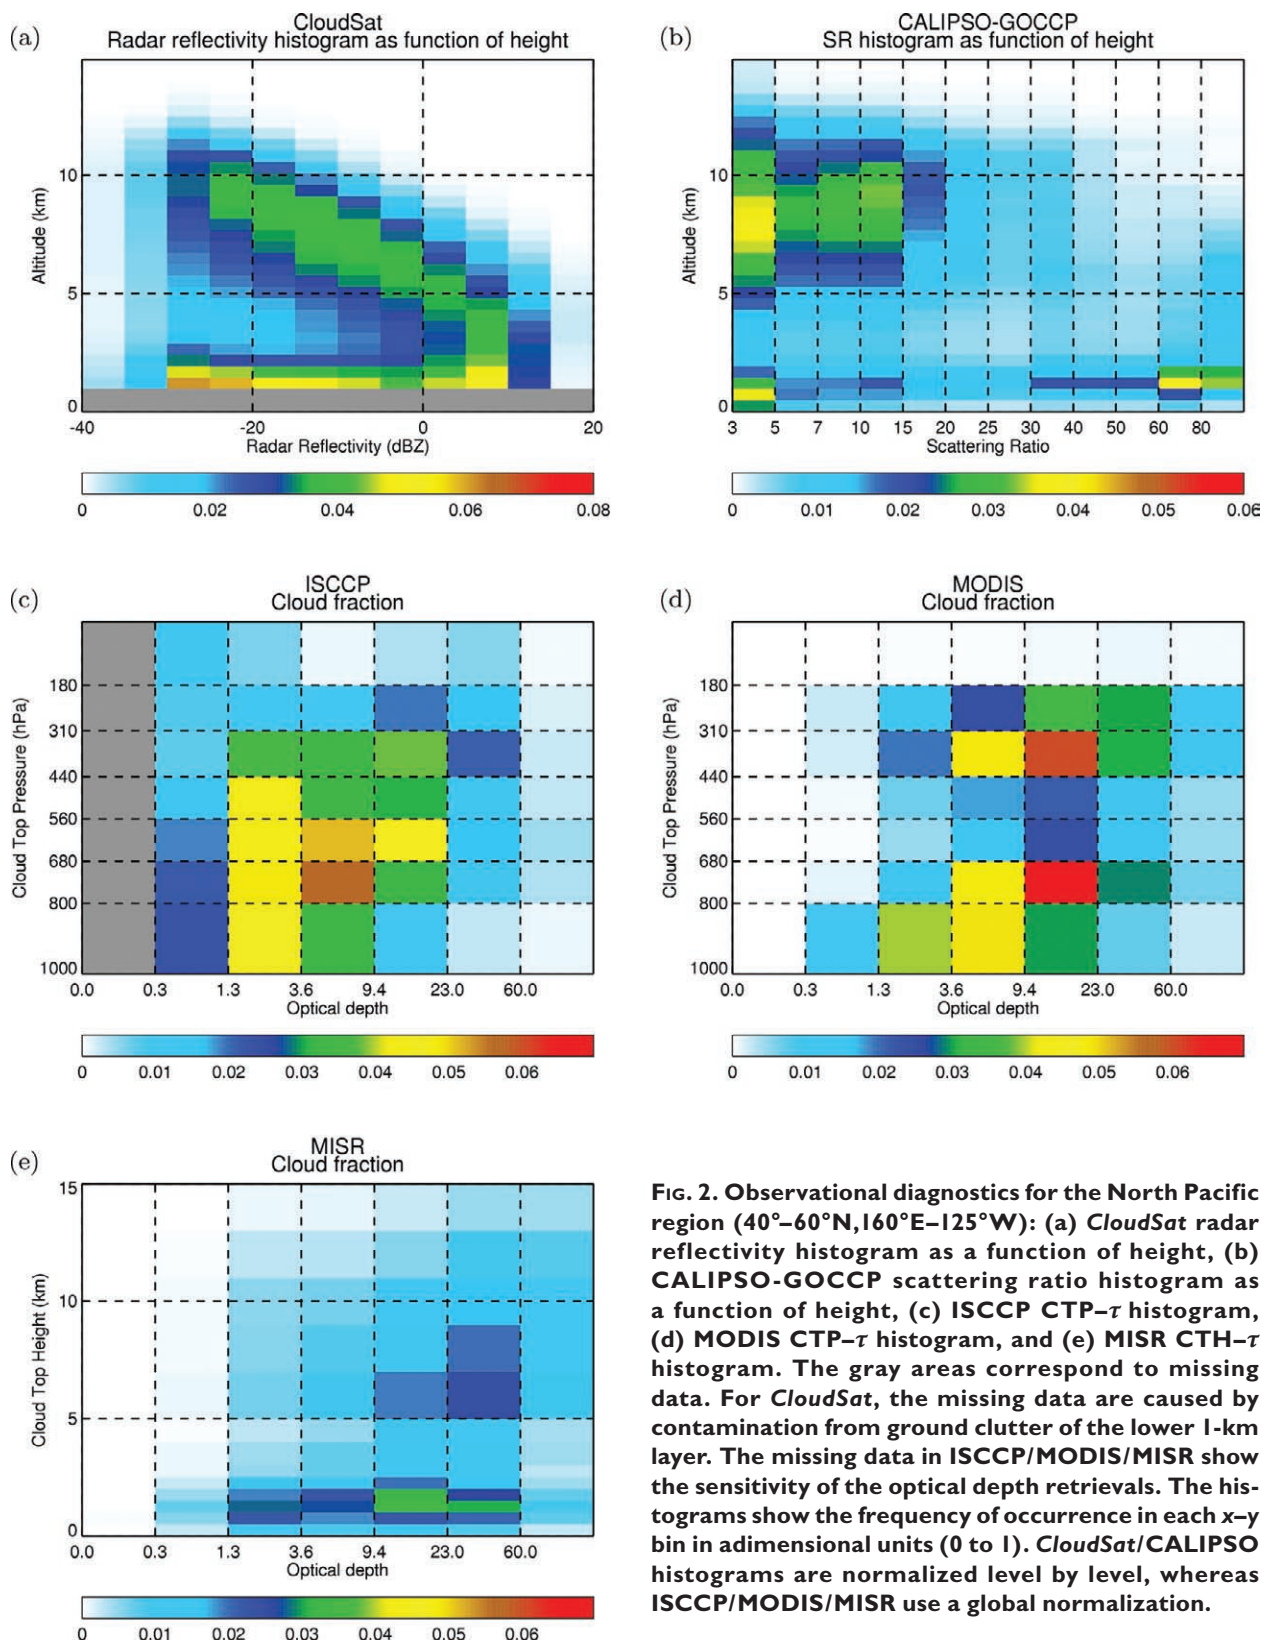 (a)
CloudSat
Radar reflectivity histogram as function of height
Altitude (km)
10
5
0
-40
-20
0
20
Radar Reflectivity (dBZ)
0
0.02
0.04
0.06
0.08
(b)
CALIPSO-GOCCP
SR histogram as function of height
Altitude (km)
10
5
0
3
5
7
10
15
20
25
30
40
50
60
80
Scattering Ratio
0
0.01
0.02
0.03
0.04
0.05
0.06
(c)
ISCCP
Cloud fraction
Cloud Top Pressure (hPa)
180
310
440
560
680
800
1000
0.0
0.3
1.3
3.6
9.4
23.0
60.0
Optical depth
0
0.01
0.02
0.03
0.04
0.05
0.06
(d)
MODIS
Cloud fraction
Cloud Top Pressure (hPa)
180
310
440
560
680
800
1000
0.0
0.3
1.3
3.6
9.4
23.0
60.0
Optical depth
0
0.01
0.02
0.03
0.04
0.05
0.06
(e)
MISR
Cloud fraction
Cloud Top Height (km)
15
10
5
0
0.0
0.3
1.3
3.6
9.4
23.0
60.0
Optical depth
0
0.01
0.02
0.03
0.04
0.05
0.06
Fig. 2. Observational diagnostics for the North Pacific
region (40°–60°N,160°E–125°W): (a) CloudSat radar
reflectivity histogram as a function of height, (b)
CALIPSO-GOCCP scattering ratio histogram as
a function of height, (c) ISCCP CTP–τ histogram,
(d) MODIS CTP–τ histogram, and (e) MISR CTH–τ
histogram. The gray areas correspond to missing
data. For CloudSat, the missing data are caused by
contamination from ground clutter of the lower 1-km
layer. The missing data in ISCCP/MODIS/MISR show
the sensitivity of the optical depth retrievals. The his-
tograms show the frequency of occurrence in each x–y
bin in adimensional units (0 to 1). CloudSat/CALIPSO
histograms are normalized level by level, whereas
ISCCP/MODIS/MISR use a global normalization.